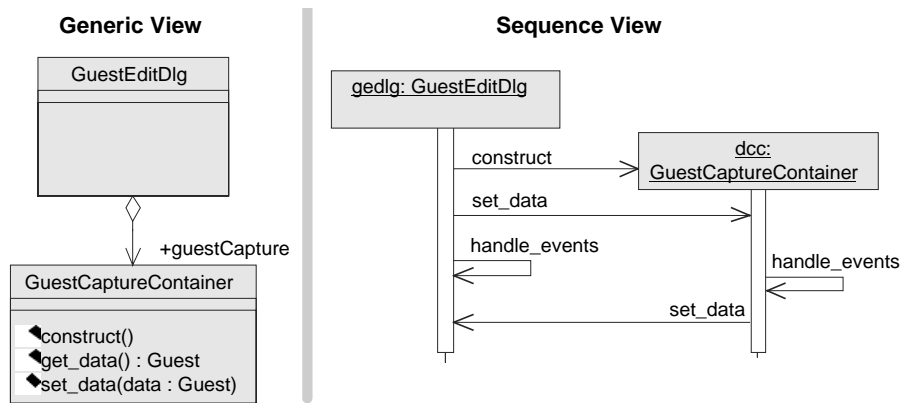 Generic View
GuestEditDlg
+guestCapture
GuestCaptureContainer
construct()
get_data() : Guest
set_data(data : Guest)
Sequence View
gedlg: GuestEditDlg
dcc:
GuestCaptureContainer
construct
set_data
handle_events
handle_events
set_data